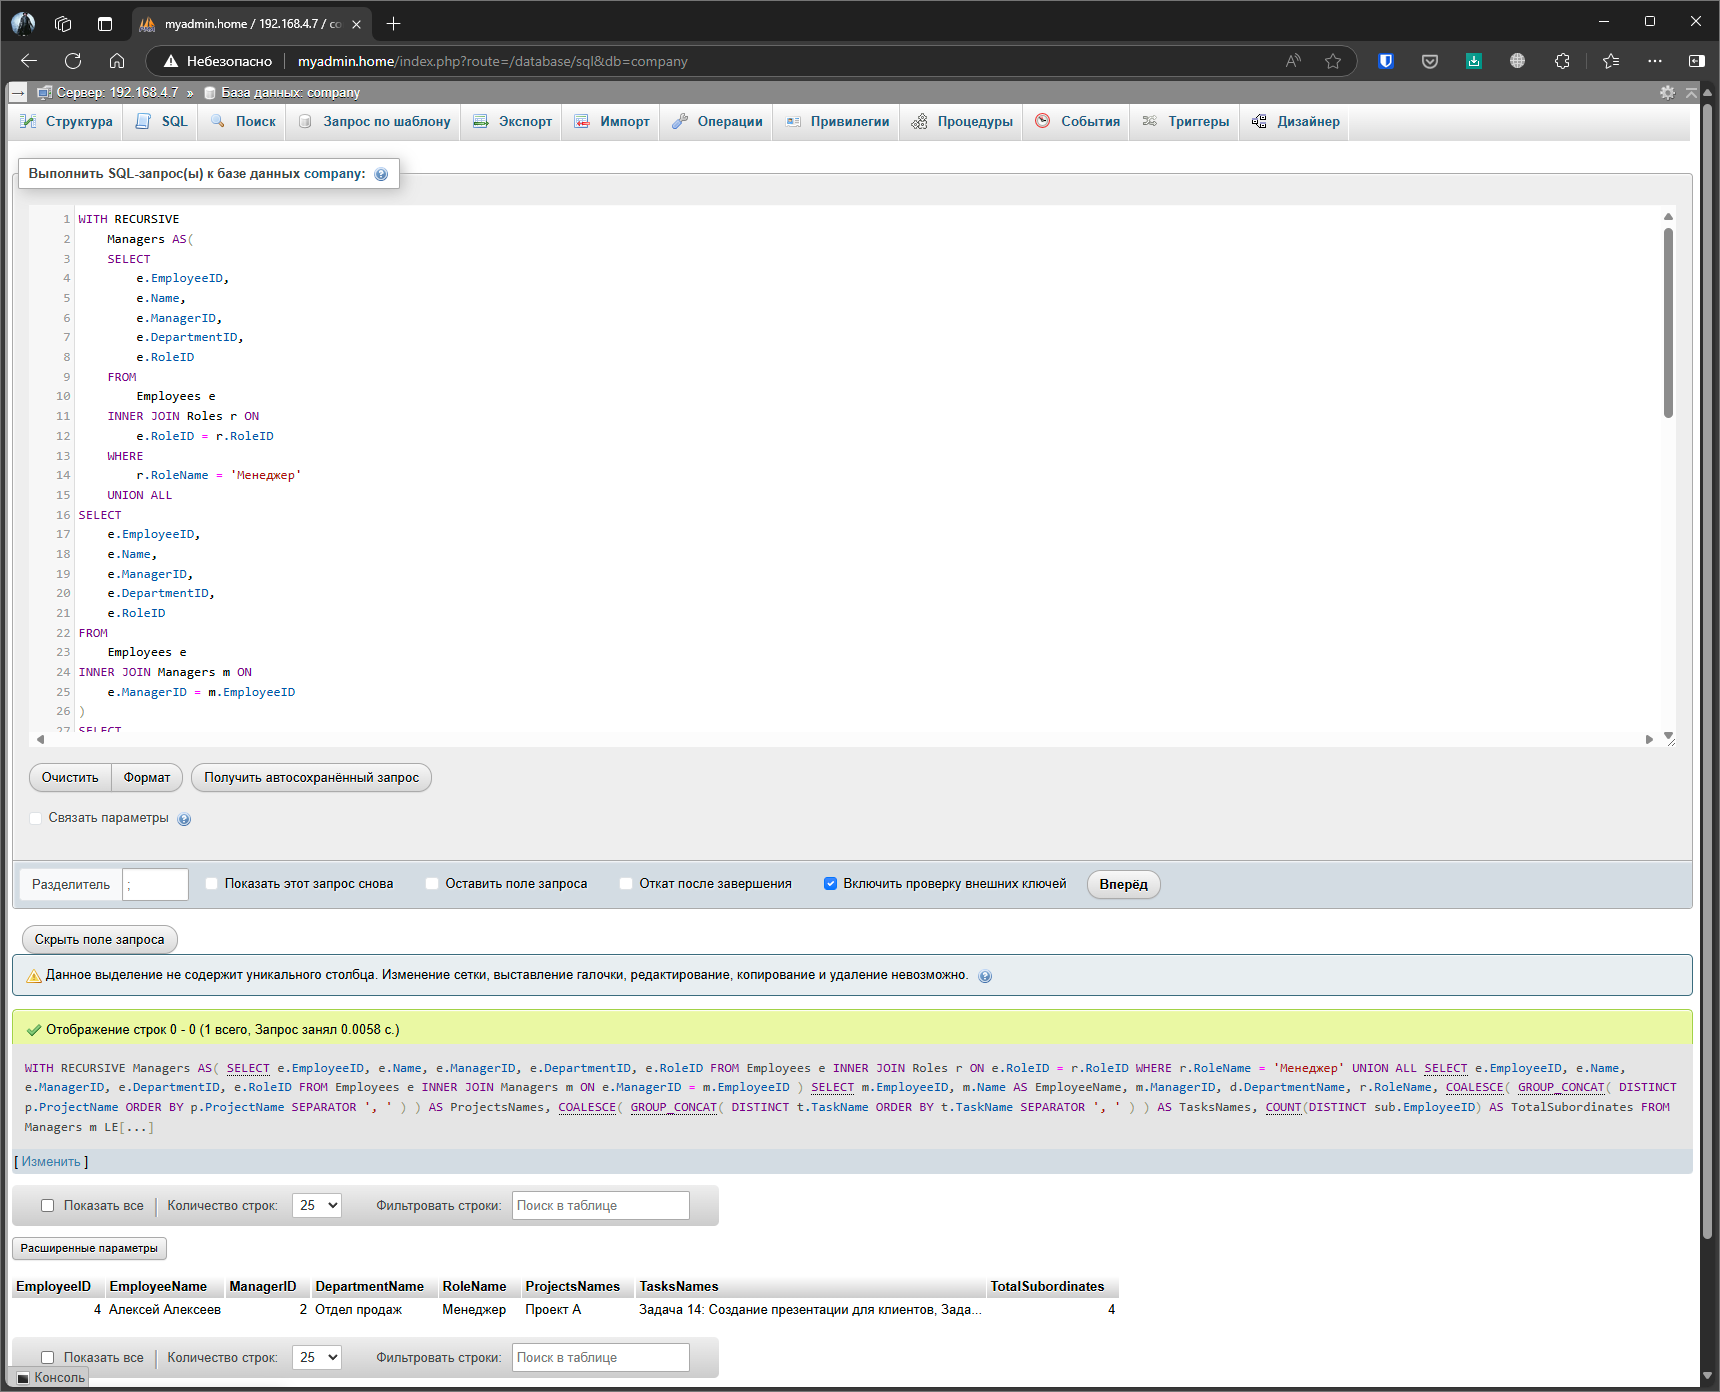 myadmin.home / 192.168.4.7 / co
Небезопасно myadmin.home/index.php?route=/database/sql&db=company
Сервер: 192.168.4.7 » База данных: company
Структура SQL Поиск Запрос по шаблону Экспорт Импорт Операции Привилегии Процедуры События Триггеры Дизайнер
Выполнить SQL-запрос(ы) к базе данных company:
1 WITH RECURSIVE
2 Managers AS(
3 SELECT
4 e.EmployeeID,
5 e.Name,
6 e.ManagerID,
7 e.DepartmentID,
8 e.RoleID
9 FROM
10 Employees e
11 INNER JOIN Roles r ON
12 e.RoleID = r.RoleID
13 WHERE
14 r.RoleName = 'Менеджер'
15 UNION ALL
16 SELECT
17 e.EmployeeID,
18 e.Name,
19 e.ManagerID,
20 e.DepartmentID,
21 e.RoleID
22 FROM
23 Employees e
24 INNER JOIN Managers m ON
25 e.ManagerID = m.EmployeeID
26 )
27 SELECT
Очистить Формат Получить автосохранённый запрос
Связать параметры
Разделитель ; Показать этот запрос снова Оставить поле запроса Откат после завершения Включить проверку внешних ключей Вперёд
Скрыть поле запроса
Данное выделение не содержит уникального столбца. Изменение сетки, выставление галочки, редактирование, копирование и удаление невозможно.
Отображение строк 0 - 0 (1 всего, Запрос занял 0.0058 с.)
WITH RECURSIVE Managers AS( SELECT e.EmployeeID, e.Name, e.ManagerID, e.DepartmentID, e.RoleID FROM Employees e INNER JOIN Roles r ON e.RoleID = r.RoleID WHERE r.RoleName = 'Менеджер' UNION ALL SELECT e.EmployeeID, e.Name,
e.ManagerID, e.DepartmentID, e.RoleID FROM Employees e INNER JOIN Managers m ON e.ManagerID = m.EmployeeID ) SELECT m.EmployeeID, m.Name AS EmployeeName, m.ManagerID, d.DepartmentName, r.RoleName, COALESCE( GROUP_CONCAT( DISTINCT
p.ProjectName ORDER BY p.ProjectName SEPARATOR ', ' ) ) AS ProjectsNames, COALESCE( GROUP_CONCAT( DISTINCT t.TaskName ORDER BY t.TaskName SEPARATOR ', ' ) ) AS TasksNames, COUNT(DISTINCT sub.EmployeeID) AS TotalSubordinates FROM
Managers m LE[...]
[ Изменить ]
Показать все Количество строк: 25 Фильтровать строки: Поиск в таблице
Расширенные параметры
EmployeeID EmployeeName ManagerID DepartmentName RoleName ProjectsNames TasksNames TotalSubordinates
4 Алексей Алексеев 2 Отдел продаж Менеджер Проект А Задача 14: Создание презентации для клиентов, Зада... 4
Показать все Количество строк: 25 Фильтровать строки: Поиск в таблице
Консоль